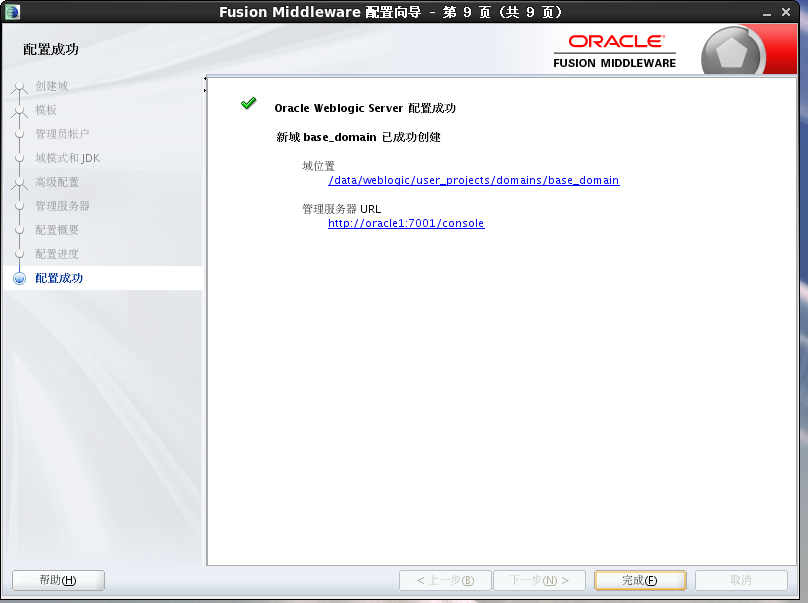 Fusion Middleware 配置向导 - 第 9 页 (共 9 页)
配置成功
ORACLE
FUSION MIDDLEWARE
创建域
模板
管理员帐户
域模式和 JDK
高级配置
管理服务器
配置概要
配置进度
配置成功
Oracle Weblogic Server 配置成功
新域 base_domain 已成功创建
域位置
/data/weblogic/user_projects/domains/base_domain
管理服务器 URL
http://oracle1:7001/console
帮助(H)
< 上一步(B)
下一步(N) >
完成(F)
取消